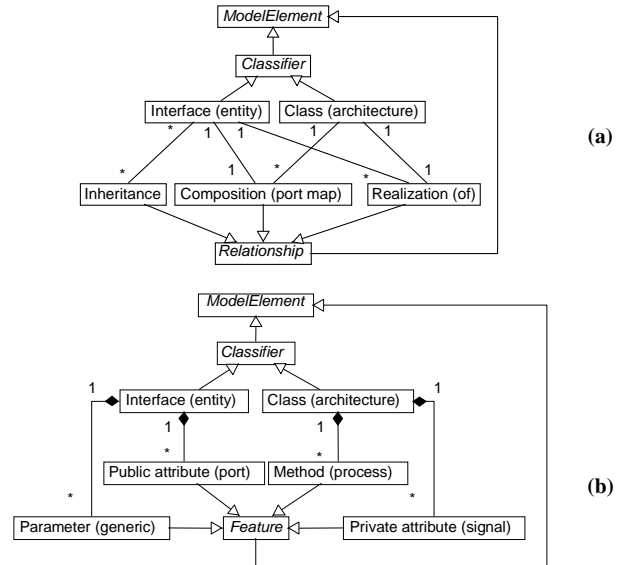 ModelElement
Classifier
Interface (entity)
Class (architecture)
* 1 1 1 1
(a)
* 1 * * 1
Inheritance
Composition (port map)
Realization (of)
Relationship
ModelElement
Classifier
1
1
Interface (entity)
Class (architecture)
1
1
*
*
Public attribute (port)
Method (process)
*
*
(b)
Parameter (generic)
Feature
Private attribute (signal)